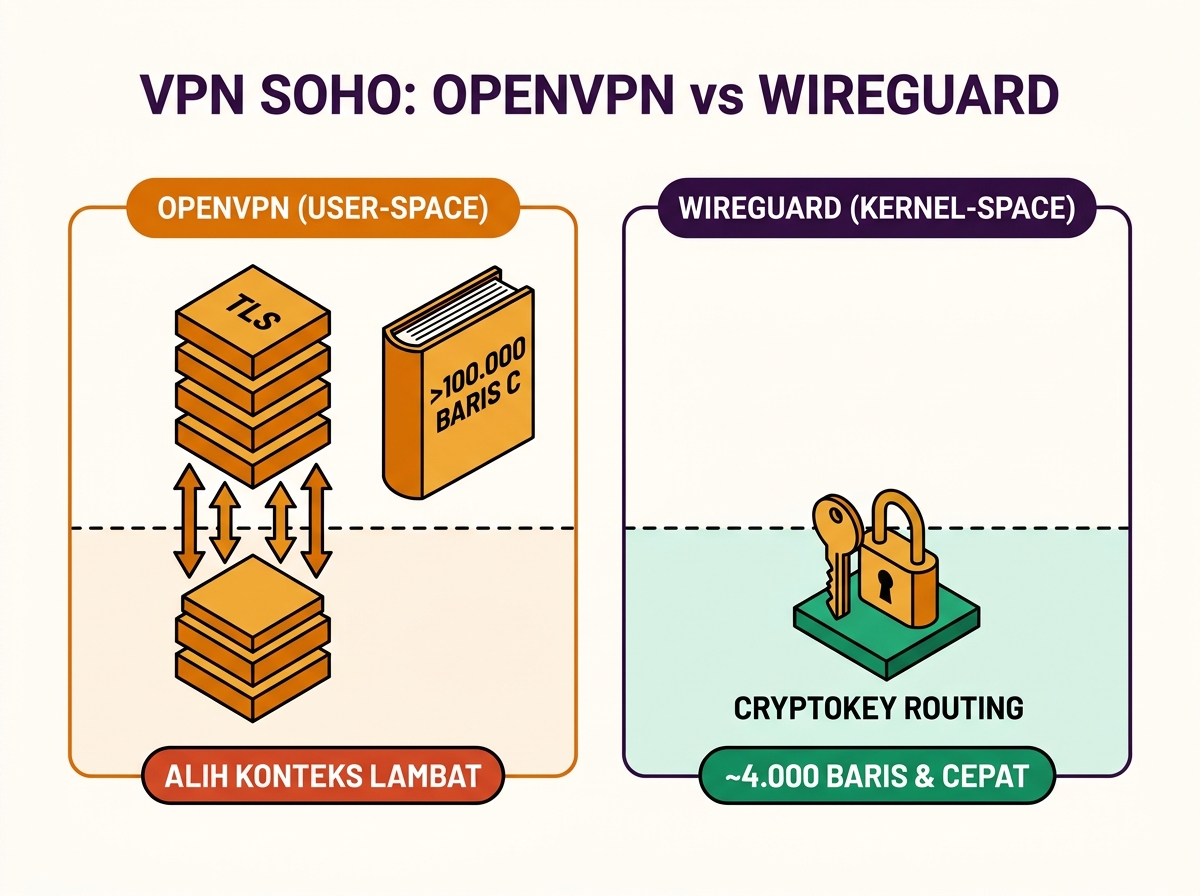 VPN SOHO: OPENVPN vs WIREGUARD
OPENVPN (USER-SPACE)
TLS
>100.000
BARIS C
ALIH KONTEKS LAMBAT
WIREGUARD (KERNEL-SPACE)
CRYPTOKEY ROUTING
~4.000 BARIS & CEPAT